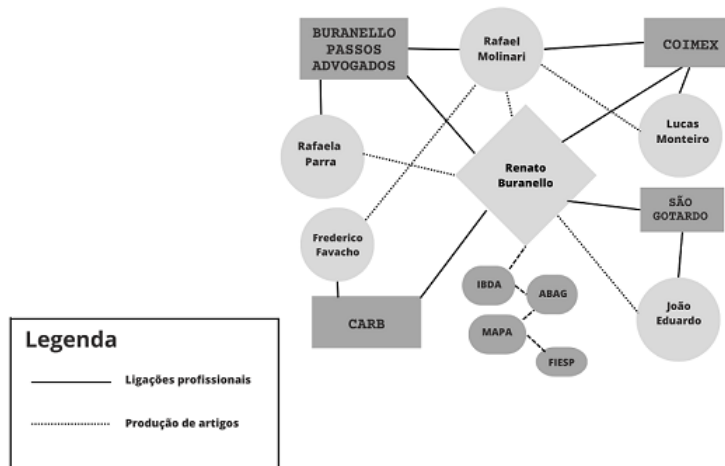 BURANELLO
PASSOS
ADVOGADOS
Rafael
Molinari
COIMEX
Rafaela
Parra
Lucas
Monteiro
Renato
Buranello
SÃO
GOTARDO
Frederico
Favacho
IBDA
ABAG
CARB
MAPA
FIESP
João
Eduardo
Legenda
Ligações profissionais
Produção de artigos